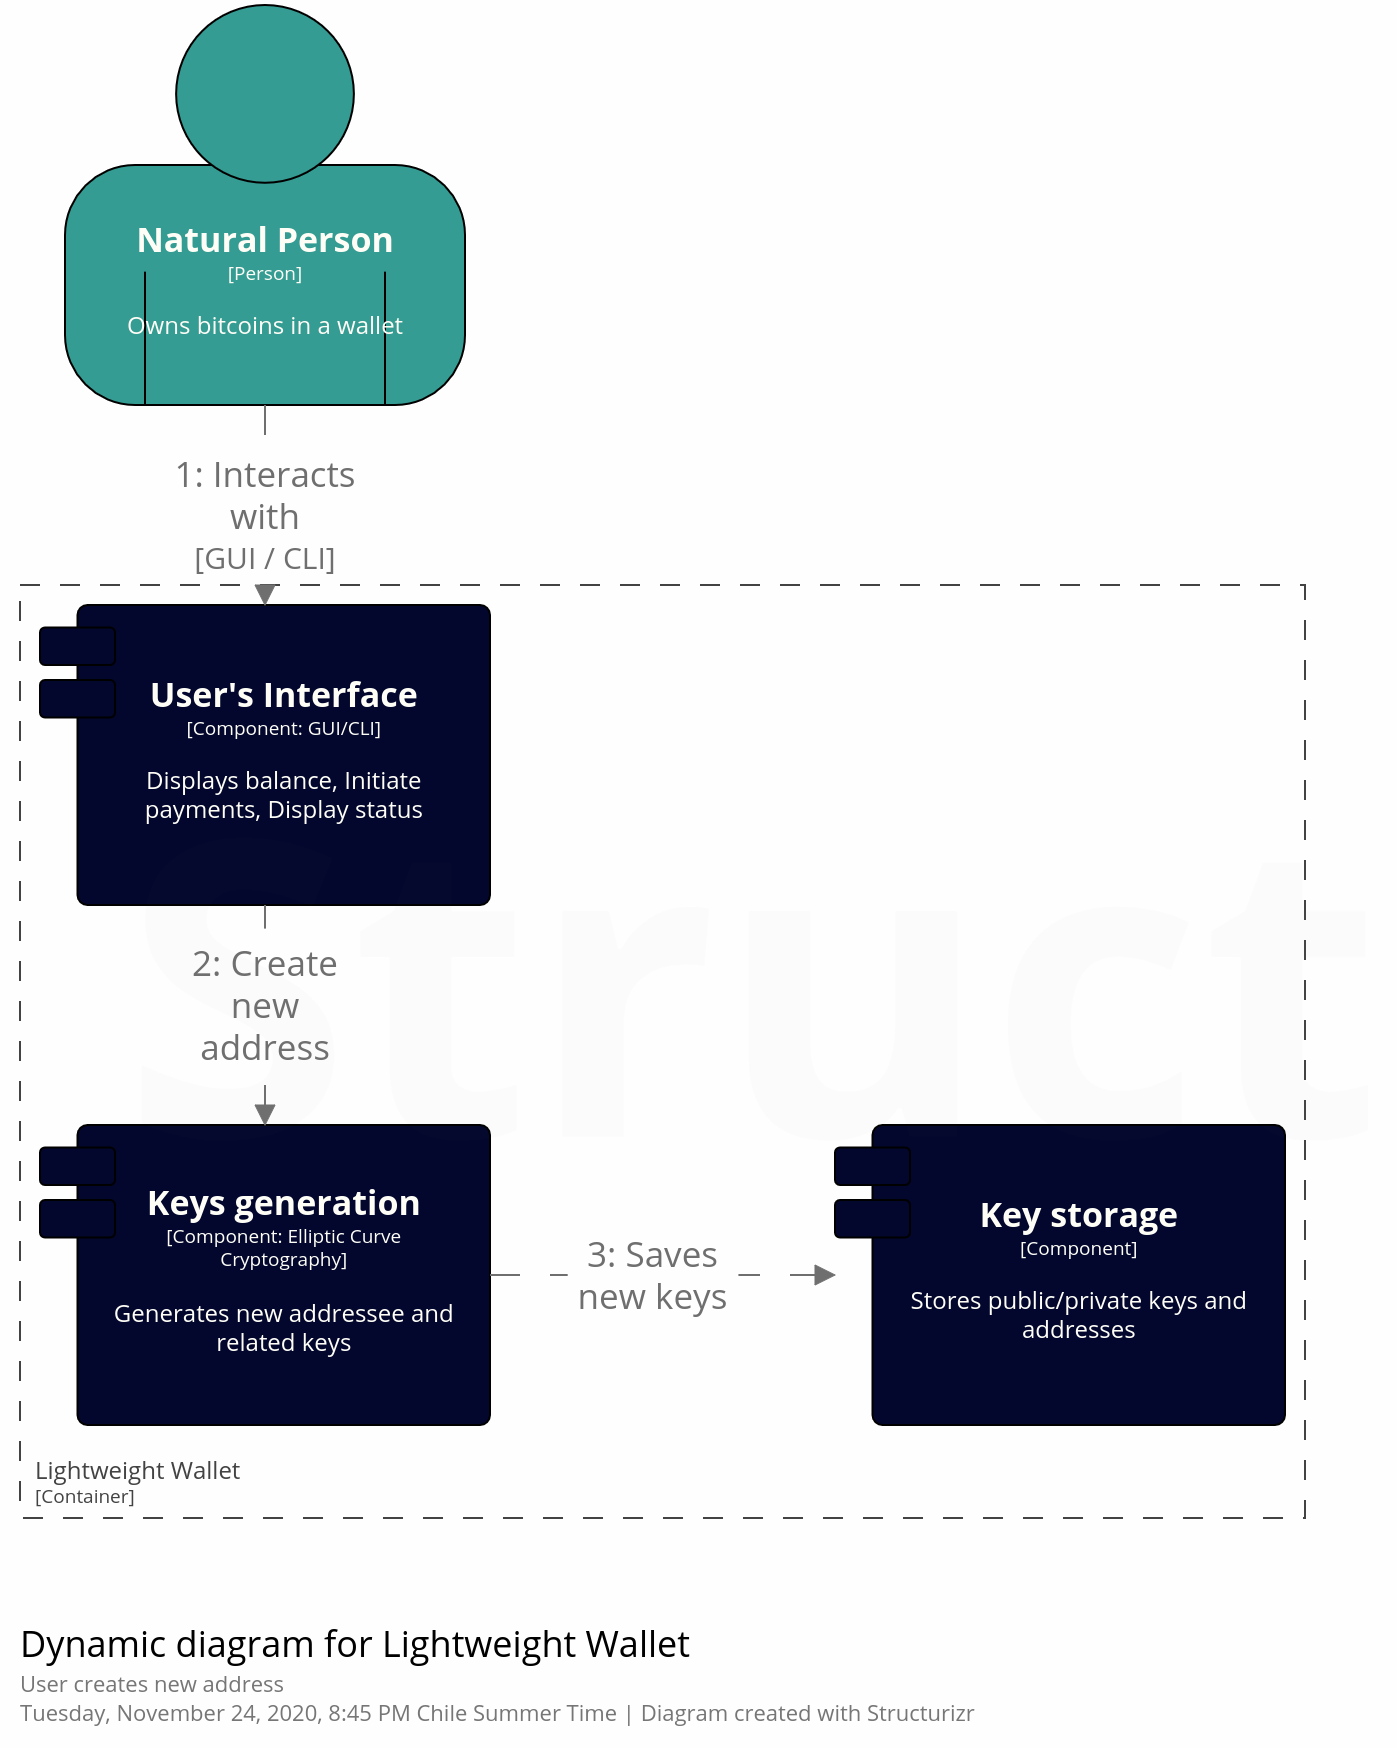 Natural Person
[Person]
Owns bitcoins in a wallet
1: Interacts
with
[GUI / CLI]
User's Interface
[Component: GUI/CLI]
Displays balance, Initiate
payments, Display status
2: Create
new
address
Keys generation
[Component: Elliptic Curve
Cryptography]
Generates new addressee and
related keys
3: Saves
new keys
Key storage
[Component]
Stores public/private keys and
addresses
Struct
Lightweight Wallet
[Container]
Dynamic diagram for Lightweight Wallet
User creates new address
Tuesday, November 24, 2020, 8:45 PM Chile Summer Time | Diagram created with Structurizr